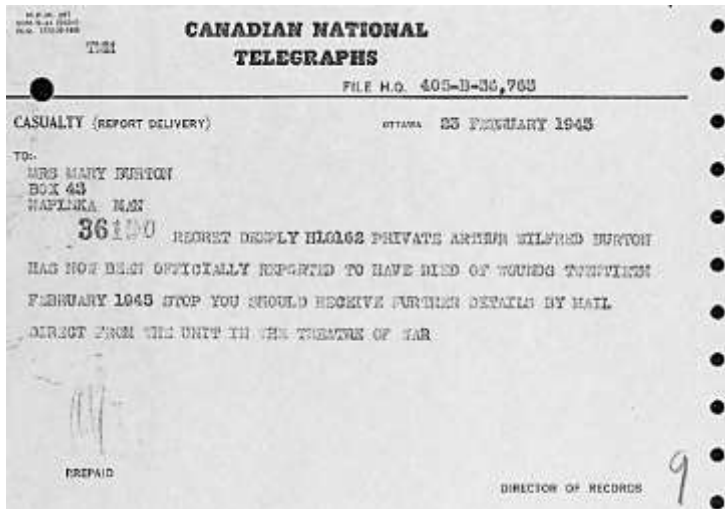 TM21
CANADIAN NATIONAL
TELEGRAPHS
FILE H.Q. 405-B-36,763
CASUALTY (REPORT DELIVERY)
OTTAWA 23 FEBRUARY 1945
TO:-
MRS MARY BURTON
BOX 43
NAPINKA MAN
REGRET DEEPLY H10162 PRIVATE ARTHUR WILFRED BURTON
HAS NOW BEEN OFFICIALLY REPORTED TO HAVE DIED OF WOUNDS TWENTIETH
FEBRUARY 1945 STOP YOU SHOULD RECEIVE FURTHER DETAILS BY MAIL
DIRECT FROM THE UNIT IN THE THEATRE OF WAR
PREPAID
DIRECTOR OF RECORDS
9